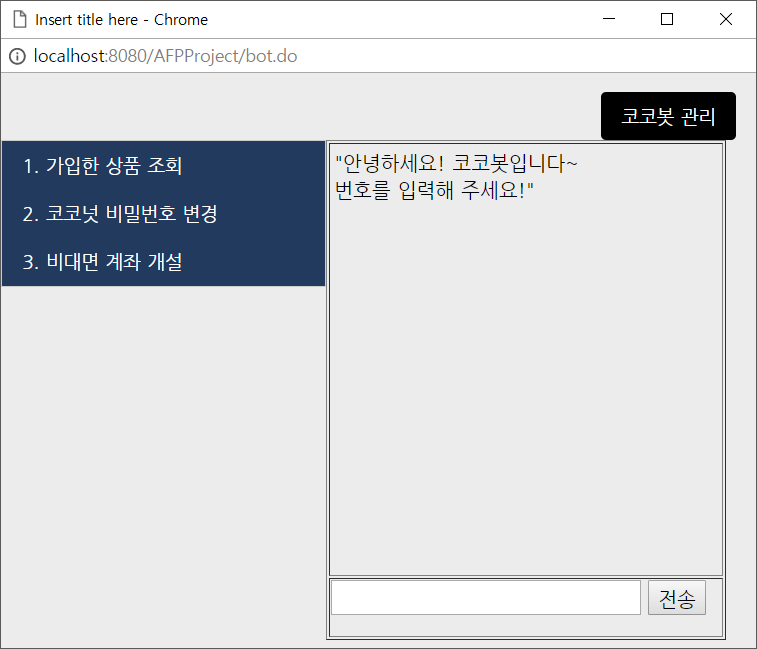 Insert title here - Chrome
localhost:8080/AFPProject/bot.do
코코봇 관리
1. 가입한 상품 조회
2. 코코넛 비밀번호 변경
3. 비대면 계좌 개설
"안녕하세요! 코코봇입니다~
번호를 입력해 주세요!"
전송